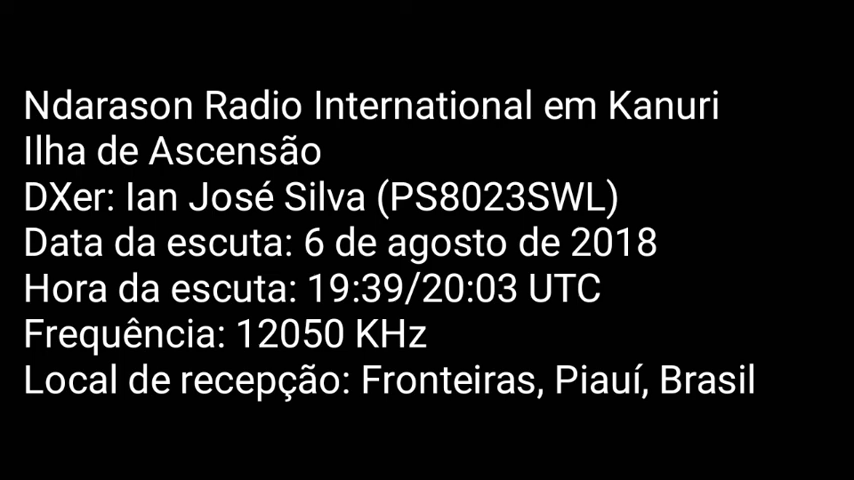 Ndarason Radio International em Kanuri
Ilha de Ascensão
DXer: Ian José Silva (PS8023SWL)
Data da escuta: 6 de agosto de 2018
Hora da escuta: 19:39/20:03 UTC
Frequência: 12050 KHz
Local de recepção: Fronteiras, Piauí, Brasil